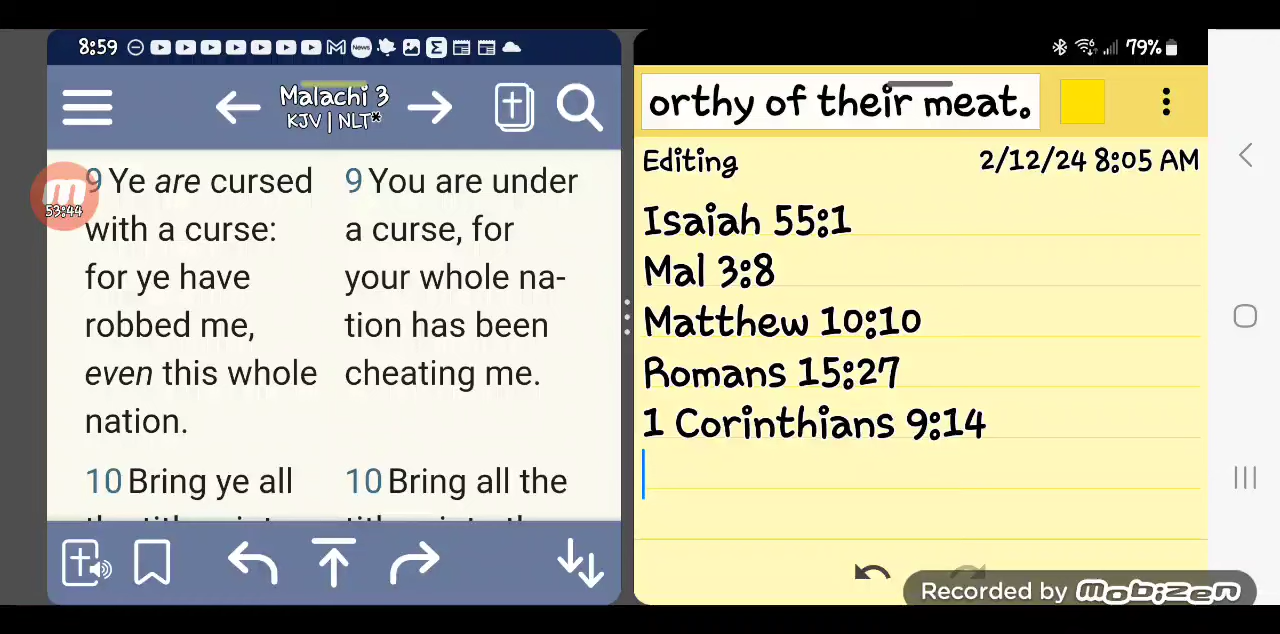 8:59
79%
Malachi 3
KJV | NLT*
orthy of their meat.
Editing
2/12/24 8:05 AM
53:44
9 Ye are cursed
with a curse:
for ye have
robbed me,
even this whole
nation.
10 Bring ye all
9 You are under
a curse, for
your whole na-
tion has been
cheating me.
10 Bring all the
Isaiah 55:1
Mal 3:8
Matthew 10:10
Romans 15:27
1 Corinthians 9:14
Recorded by Mobizen